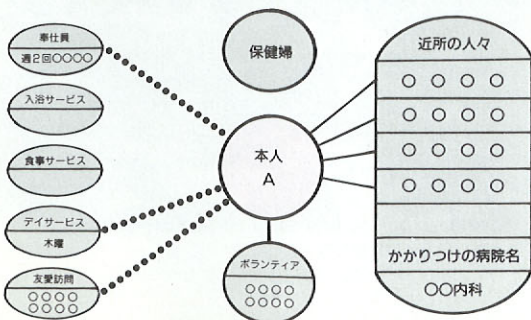 奉仕員
週2回○○○○
入浴サービス
食事サービス
デイサービス
木曜
友愛訪問
○○○○
○○○○
保健婦
本人
A
ボランティア
○○○○
○○○○
近所の人々
○○○○
○○○○
○○○○
○○○○
かかりつけの病院名
○○内科